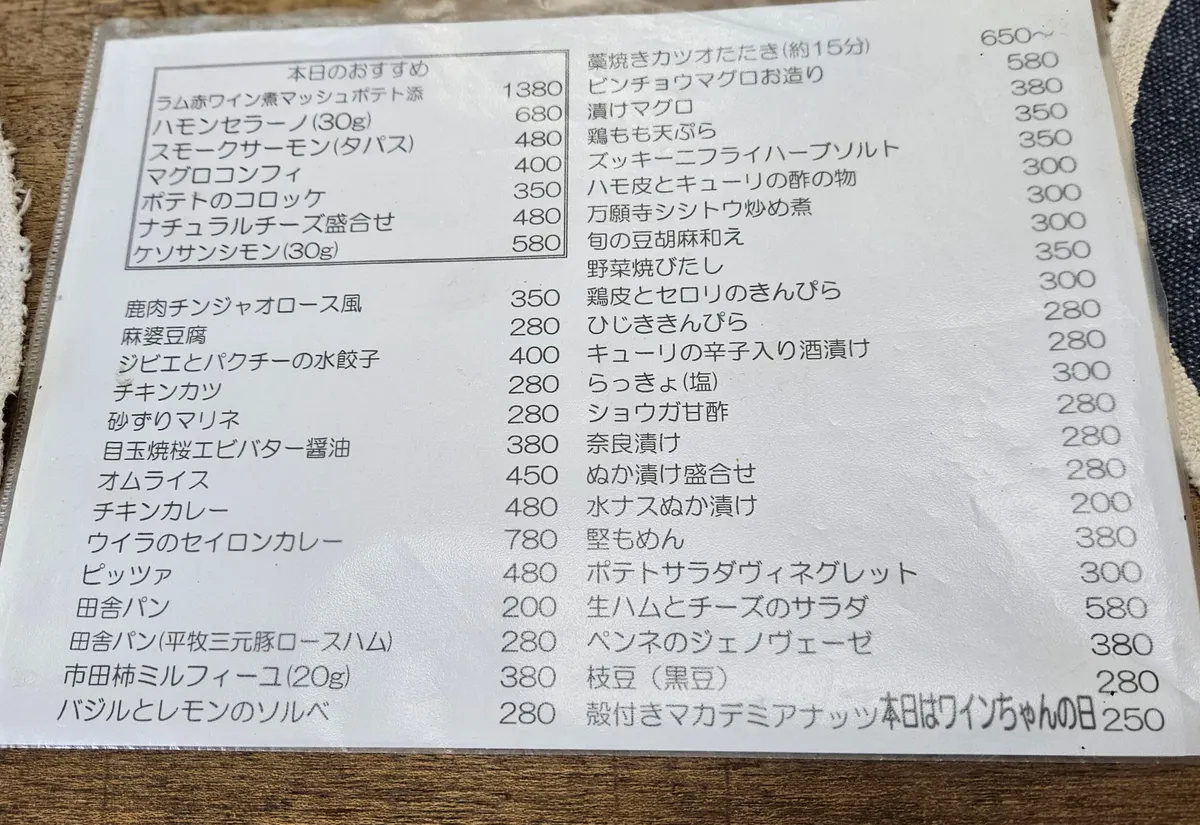 本日のおすすめ
ラム赤ワイン煮マッシュポテト添 1380
ハモンセラーノ(30g) 680
スモークサーモン(タパス) 480
マグロコンフィ 400
ポテトのコロッケ 350
ナチュラルチーズ盛合せ 480
ケソサンシモン(30g) 580
鹿肉チンジャオロース風 350
麻婆豆腐 280
ジビエとパクチーの水餃子 400
チキンカツ 280
砂ずりマリネ 280
目玉焼桜エビバター醤油 380
オムライス 450
チキンカレー 480
ウイラのセイロンカレー 780
ピッツァ 480
田舎パン 200
田舎パン(平牧三元豚ロースハム) 280
市田柿ミルフィーユ(20g) 380
バジルとレモンのソルベ 280
藁焼きカツオたたき(約15分) 650〜
ビンチョウマグロお造り 580
漬けマグロ 380
鶏もも天ぷら 350
ズッキーニフライハーブソルト 350
ハモ皮とキューリの酢の物 300
万願寺シシトウ炒め煮 300
旬の豆胡麻和え 300
野菜焼びたし 350
鶏皮とセロリのきんぴら 300
ひじききんぴら 280
キューリの辛子入り酒漬け 280
らっきょ(塩) 300
ショウガ甘酢 280
奈良漬け 280
ぬか漬け盛合せ 280
水ナスぬか漬け 200
堅もめん 380
ポテトサラダヴィネグレット 300
生ハムとチーズのサラダ 580
ペンネのジェノヴェーゼ 380
枝豆（黒豆） 280
殻付きマカデミアナッツ本日はワインちゃんの日 250